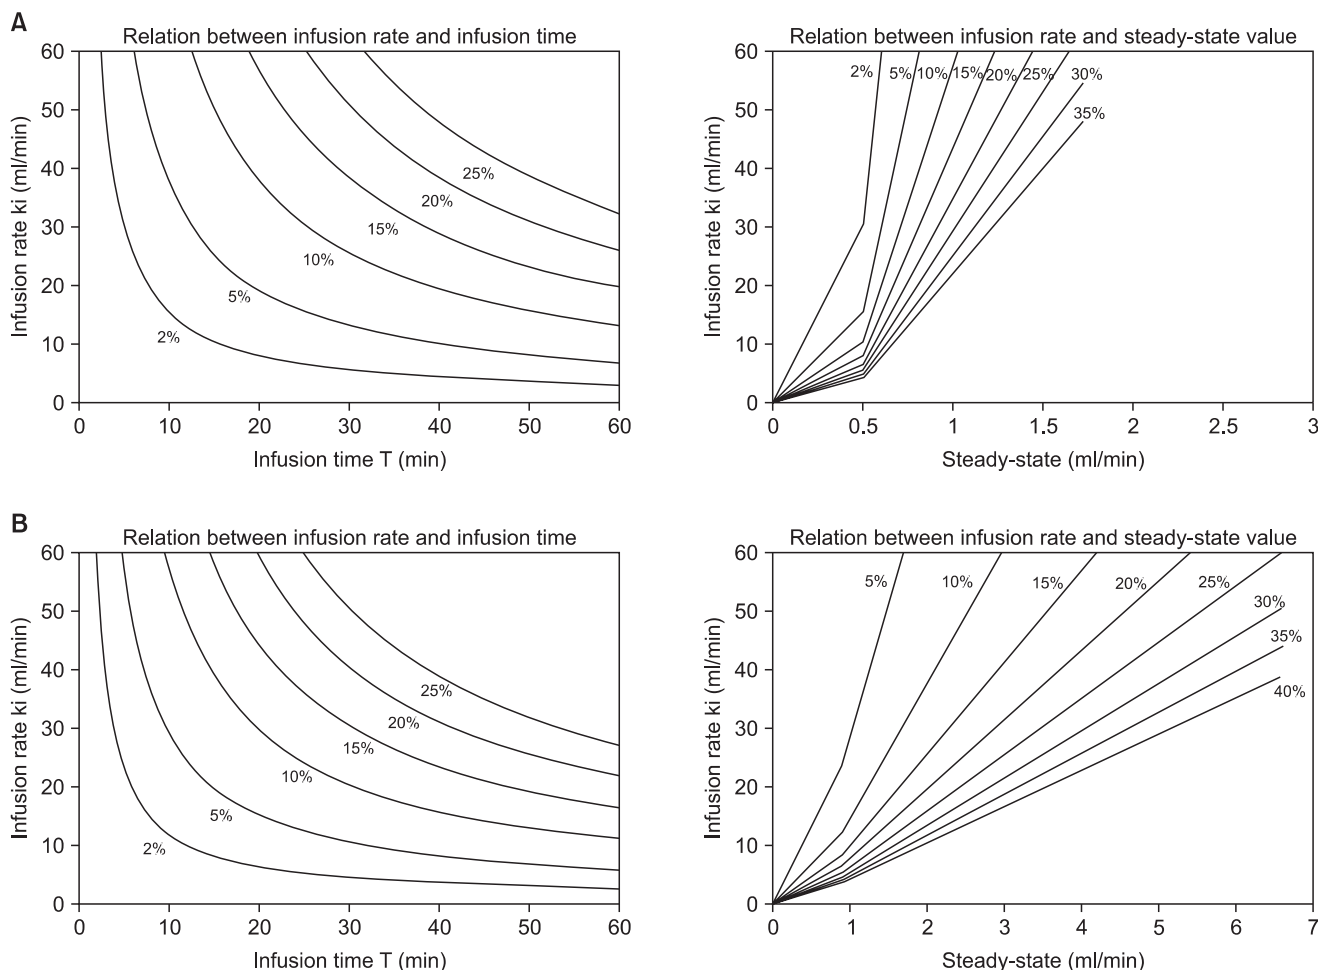 A
Relation between infusion rate and infusion time
60
50
40
30
20
10
0
Infusion rate ki (ml/min)
25%
20%
15%
10%
5%
2%
0 10 20 30 40 50 60
Infusion time T (min)
Relation between infusion rate and steady-state value
60
50
40
30
20
10
0
Infusion rate ki (ml/min)
2% 5% 10% 15% 20% 25% 30%
35%
0 0.5 1 1.5 2 2.5 3
Steady-state (ml/min)
B
Relation between infusion rate and infusion time
60
50
40
30
20
10
0
Infusion rate ki (ml/min)
25%
20%
15%
10%
5%
2%
0 10 20 30 40 50 60
Infusion time T (min)
Relation between infusion rate and steady-state value
60
50
40
30
20
10
0
Infusion rate ki (ml/min)
5% 10% 15% 20% 25%
30%
35%
40%
0 1 2 3 4 5 6 7
Steady-state (ml/min)